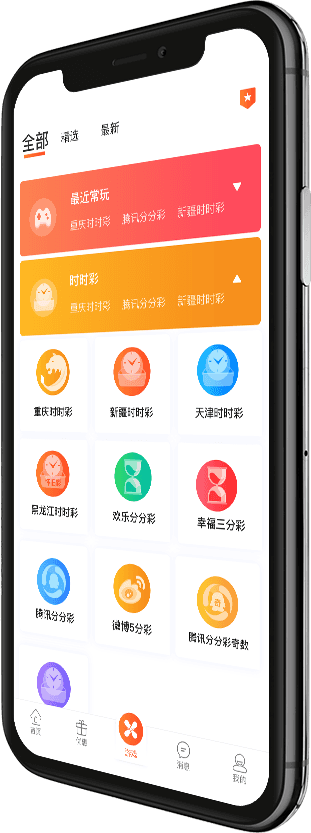 全部 精选 最新
最近常玩
重庆时时彩 腾讯分分彩 新疆时时彩
时时彩
重庆时时彩 腾讯分分彩 新疆时时彩
重庆时时彩 新疆时时彩 天津时时彩
黑龙江时时彩 欢乐分分彩 幸福三分彩
腾讯分分彩 微博5分彩 腾讯分分彩奇数
首页 优惠 消息 我的